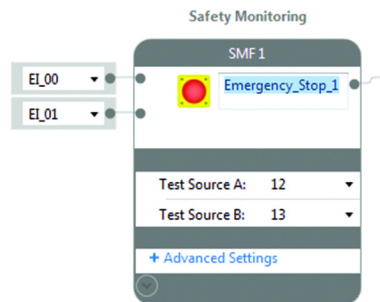 Safety Monitoring
SMF 1
EI_00
Emergency_Stop_1
EI_01
Test Source A: 12
Test Source B: 13
+ Advanced Settings